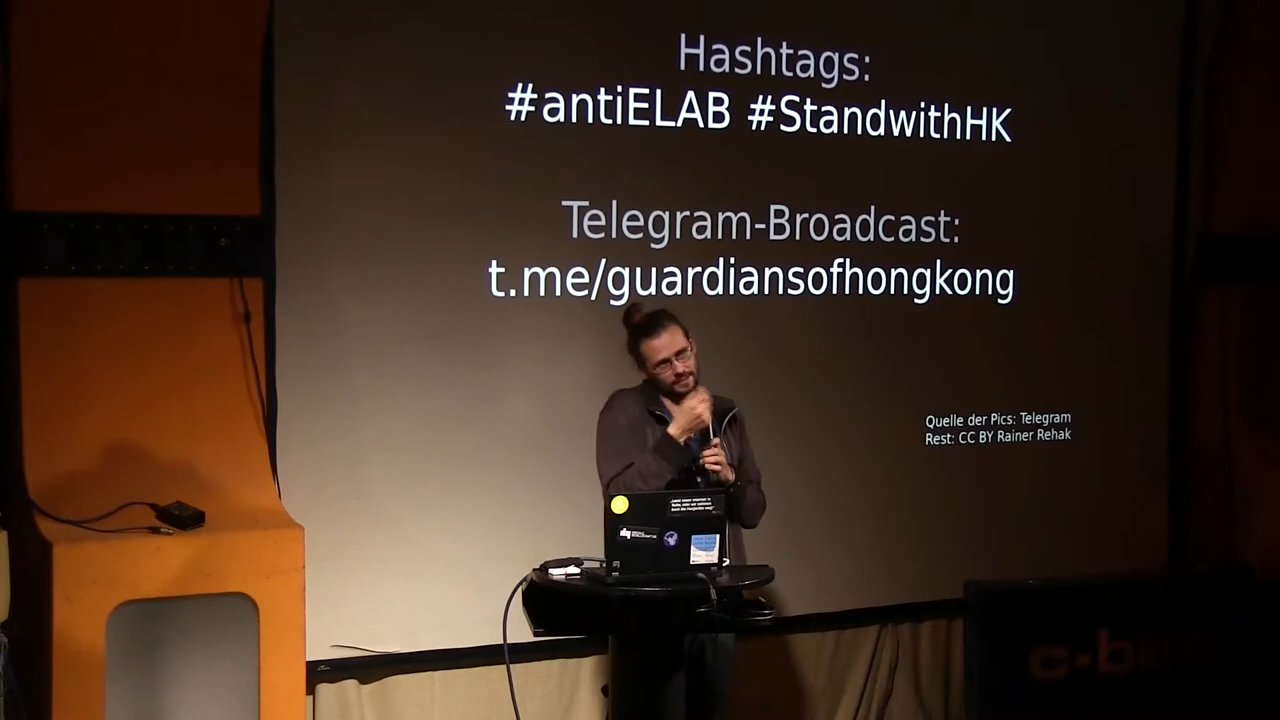 Hashtags:
#antiELAB #StandwithHK
Telegram-Broadcast:
t.me/guardiansofhongkong
Quelle der Pics: Telegram
Rest: CC BY Rainer Rehak
c-b